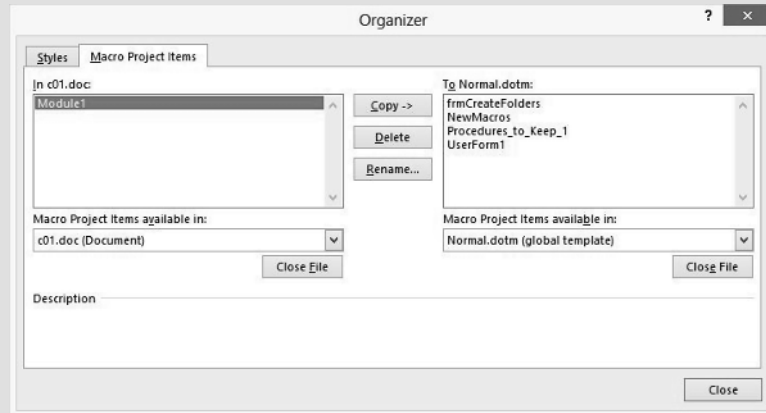 Organizer
? ×
Styles Macro Project Items
In c01.doc:
Module1
Copy ->
Delete
Rename...
To Normal.dotm:
frmCreateFolders
NewMacros
Procedures_to_Keep_1
UserForm1
Macro Project Items available in:
c01.doc (Document)
Close File
Macro Project Items available in:
Normal.dotm (global template)
Close File
Description
Close